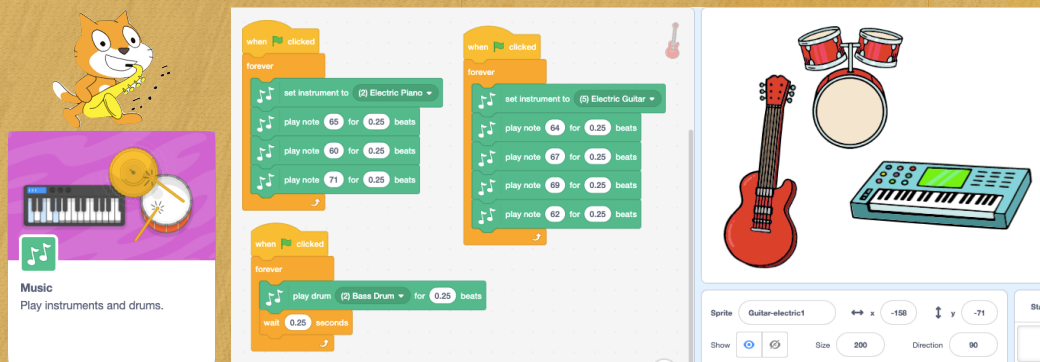 Music
Play instruments and drums.
when clicked
forever
set instrument to (2) Electric Piano
play note 65 for 0.25 beats
play note 60 for 0.25 beats
play note 71 for 0.25 beats
when clicked
forever
play drum (2) Bass Drum for 0.25 beats
wait 0.25 seconds
when clicked
forever
set instrument to (5) Electric Guitar
play note 64 for 0.25 beats
play note 67 for 0.25 beats
play note 69 for 0.25 beats
play note 62 for 0.25 beats
Sprite Guitar-electric1 x -158 y -71
Show Size 200 Direction 90